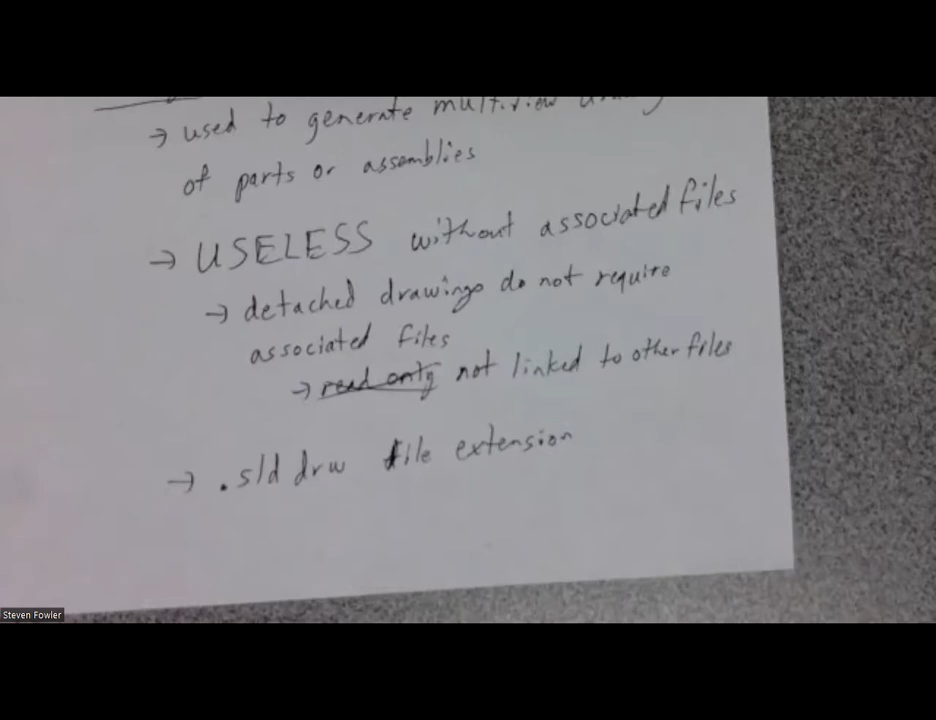 → used to generate multiview
of parts or assemblies
→ USELESS without associated files
→ detached drawings do not require
associated files
→ read only not linked to other files
→ .slddrw file extension
Steven Fowler